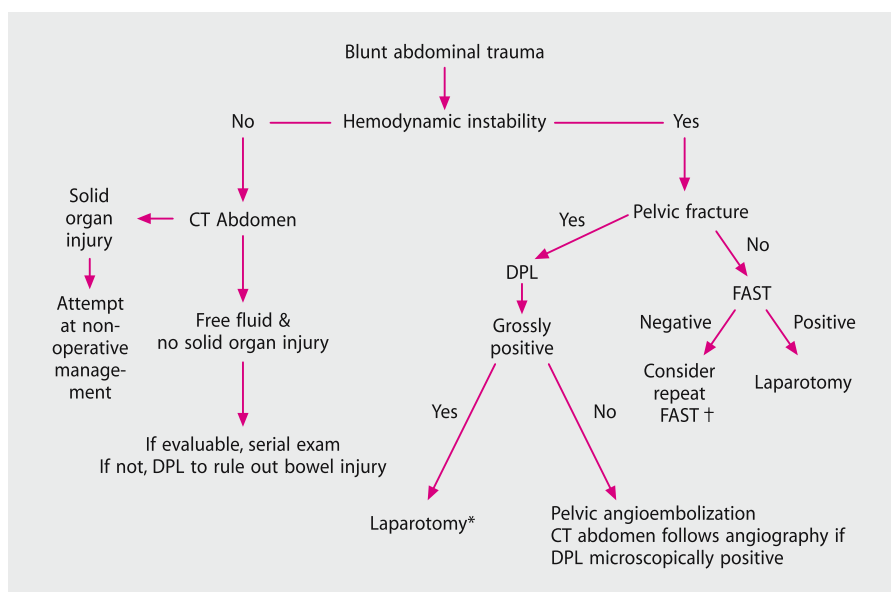 Blunt abdominal trauma
No
Hemodynamic instability
Yes
Solid
organ
injury
CT Abdomen
Attempt
at non-
operative
manage-
ment
Free fluid &
no solid organ injury
If evaluable, serial exam
If not, DPL to rule out bowel injury
Pelvic fracture
Yes
No
DPL
Grossly
positive
Yes
No
Laparotomy*
Pelvic angioembolization
CT abdomen follows angiography if
DPL microscopically positive
FAST
Negative
Positive
Consider
repeat
FAST †
Laparotomy